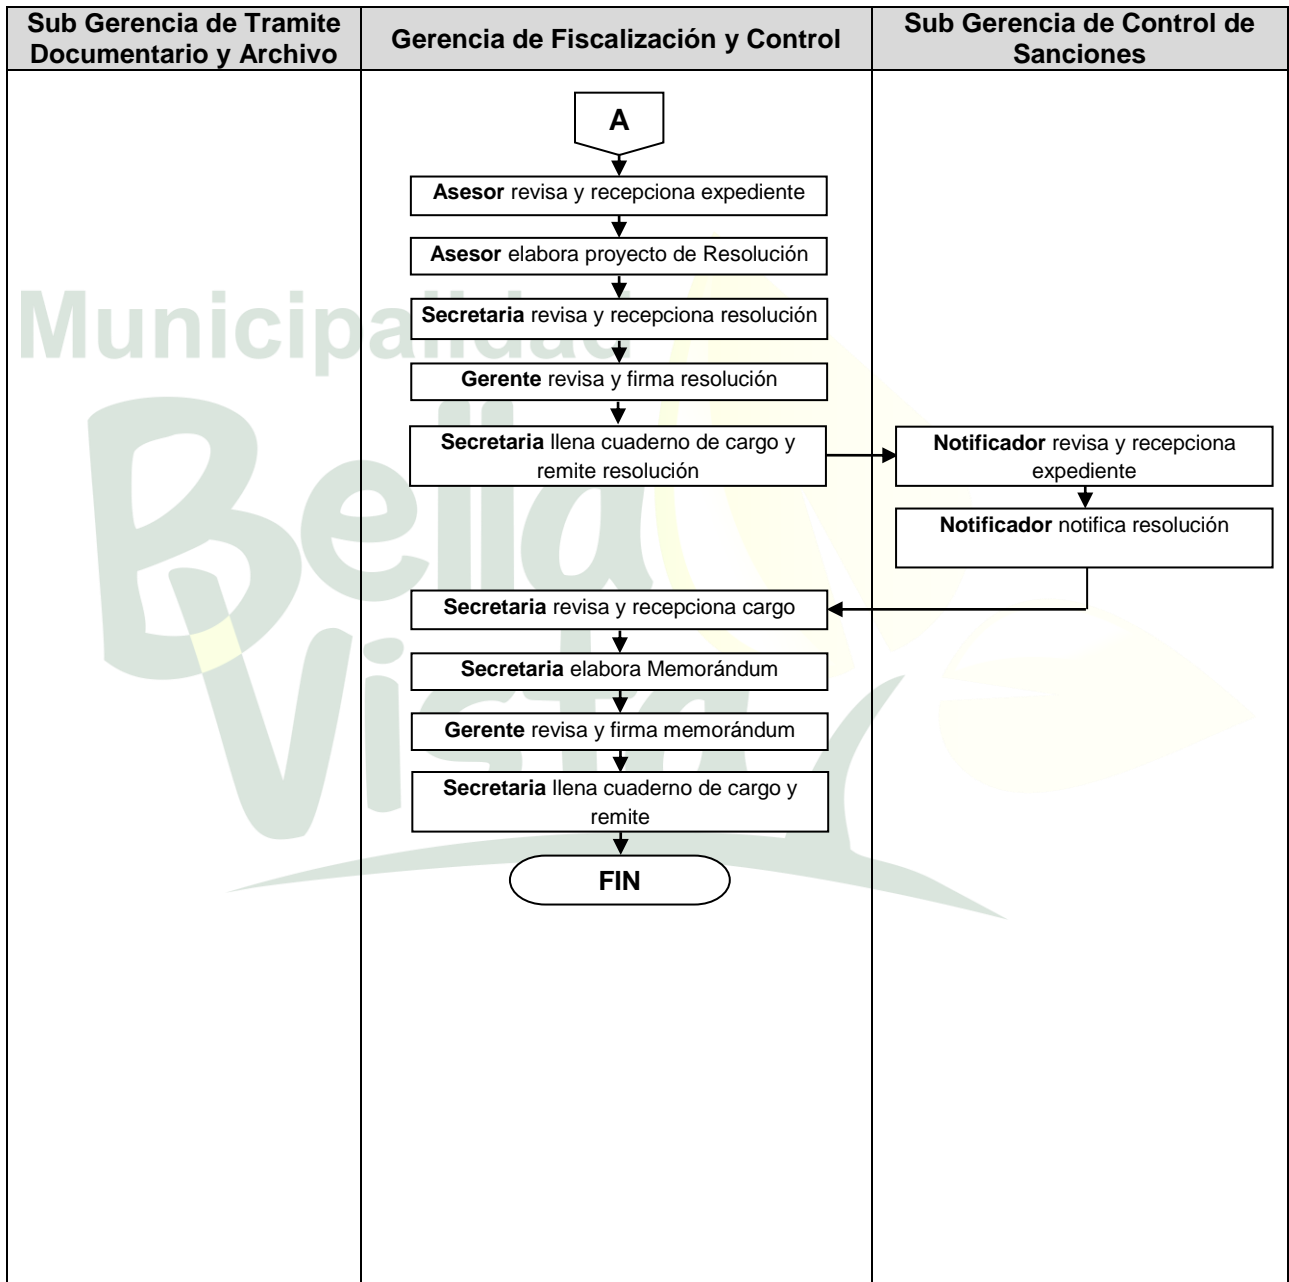 Sub Gerencia de Tramite
Documentario y Archivo
Gerencia de Fiscalización y Control
Sub Gerencia de Control de
Sanciones
A
Asesor revisa y recepciona expediente
Asesor elabora proyecto de Resolución
Secretaria revisa y recepciona resolución
Gerente revisa y firma resolución
Secretaria llena cuaderno de cargo y
remite resolución
Notificador revisa y recepciona
expediente
Notificador notifica resolución
Secretaria revisa y recepciona cargo
Secretaria elabora Memorándum
Gerente revisa y firma memorándum
Secretaria llena cuaderno de cargo y
remite
FIN
Municipalidad
Bella
Vista